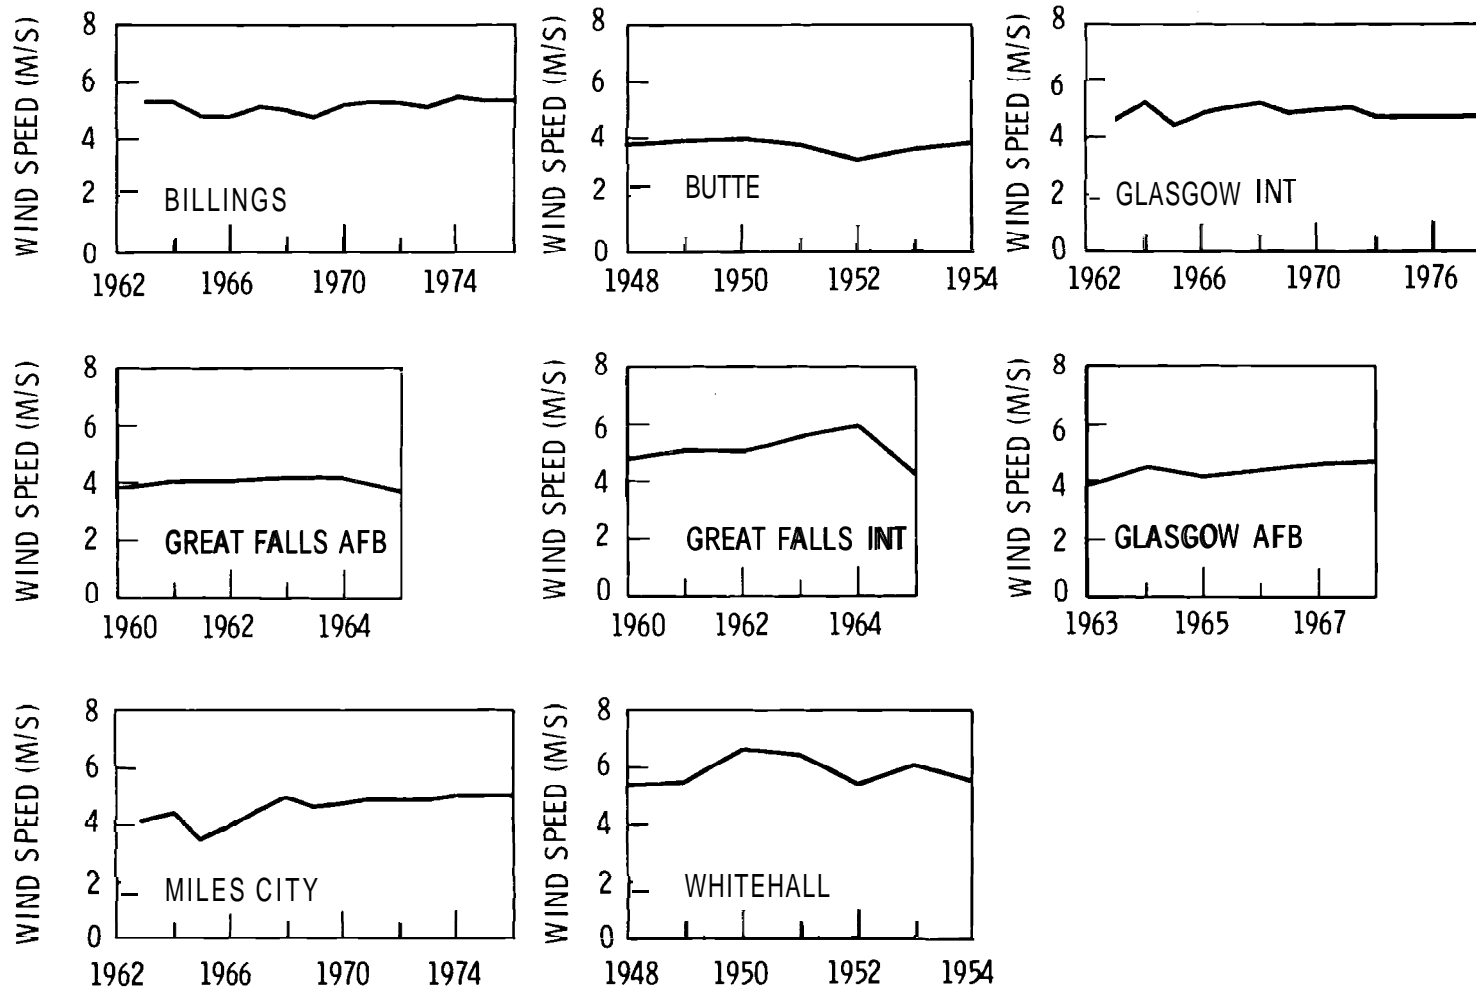 WIND SPEED (M/S)
8
6
4
2
0
BILLINGS
1962 1966 1970 1974
WIND SPEED (M/S)
8
6
4
2
0
BUTTE
1948 1950 1952 1954
WIND SPEED (M/S)
8
6
4
2
0
GLASGOW INT
1962 1966 1970 1976
WIND SPEED (M/S)
8
6
4
2
0
GREAT FALLS AFB
1960 1962 1964
WIND SPEED (M/S)
8
6
4
2
0
GREAT FALLS INT
1960 1962 1964
WIND SPEED (M/S)
8
6
4
2
0
GLASGOW AFB
1963 1965 1967
WIND SPEED (M/S)
8
6
4
2
0
MILES CITY
1962 1966 1970 1974
WIND SPEED (M/S)
8
6
4
2
0
WHITEHALL
1948 1950 1952 1954